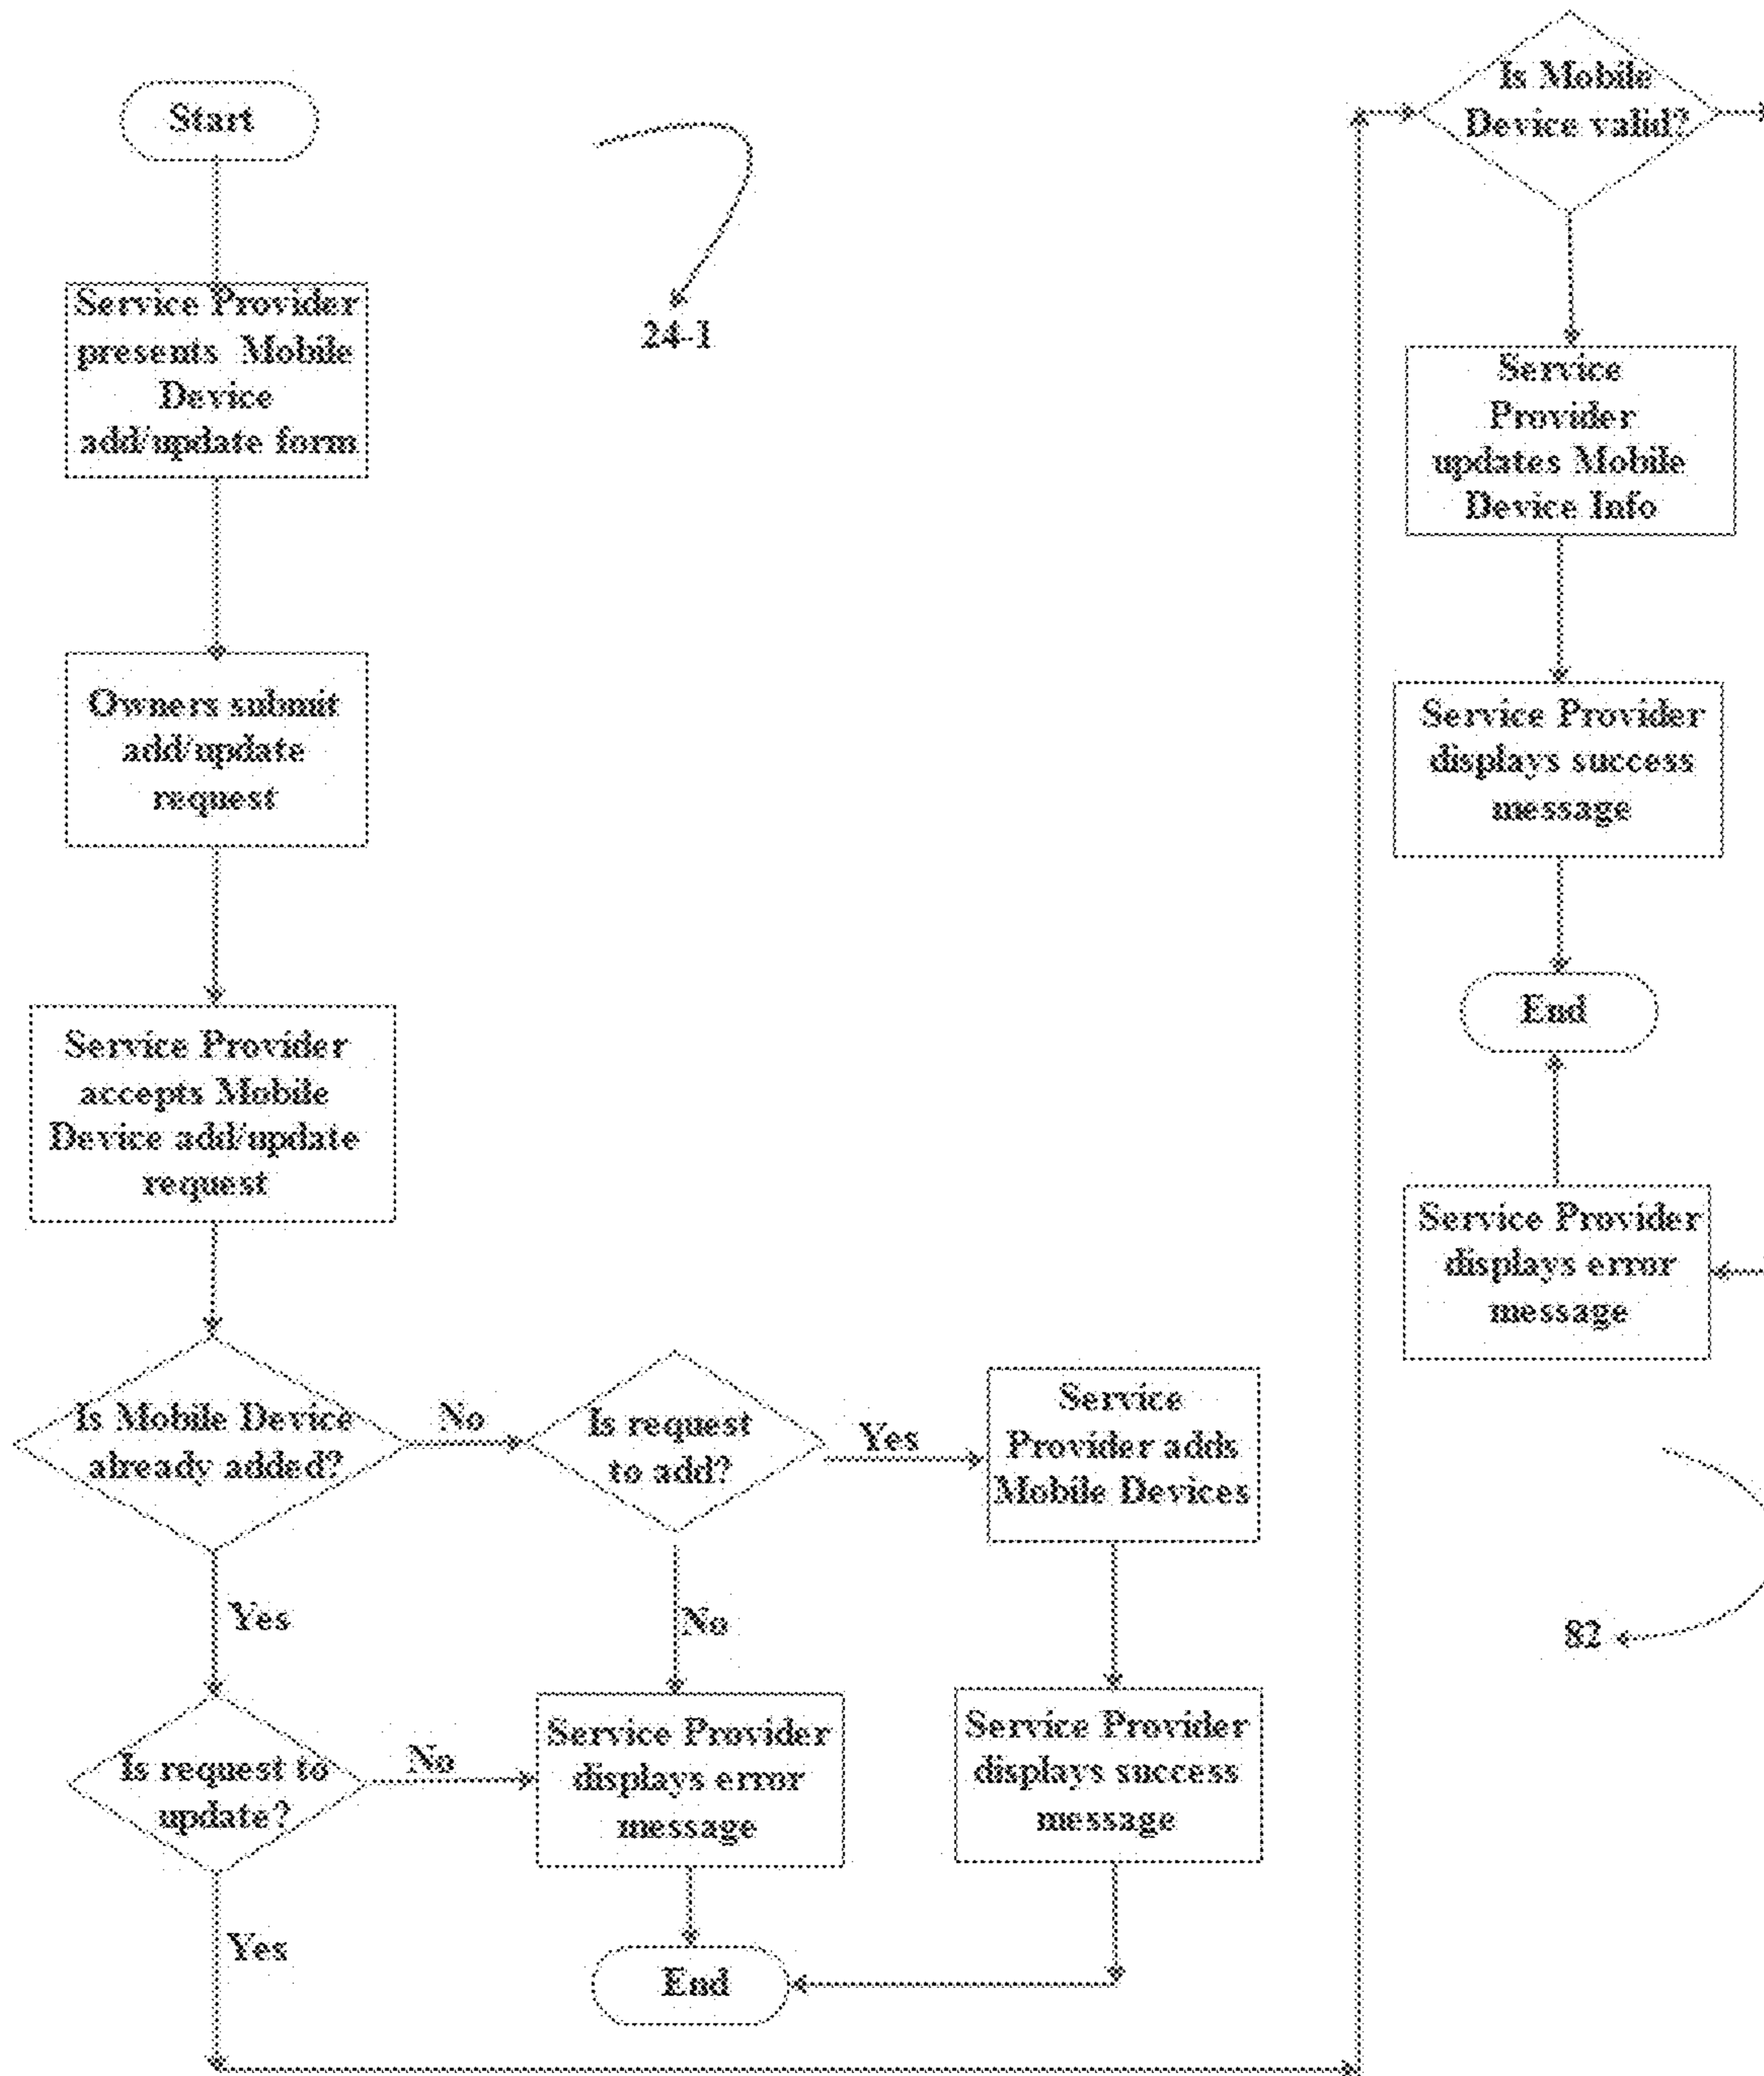 Start
24-1
Service Provider
presents Mobile
Device
add/update form
Owners submit
add/update
request
Service Provider
accepts Mobile
Device add/update
request
Is Mobile Device
already added?
No
Is request
to add?
Yes
Service
Provider adds
Mobile Devices
Yes
No
Is request to
update?
No
Service Provider
displays error
message
Service Provider
displays success
message
Yes
End
Is Mobile
Device valid?
Service
Provider
updates Mobile
Device Info
Service Provider
displays success
message
End
Service Provider
displays error
message
82